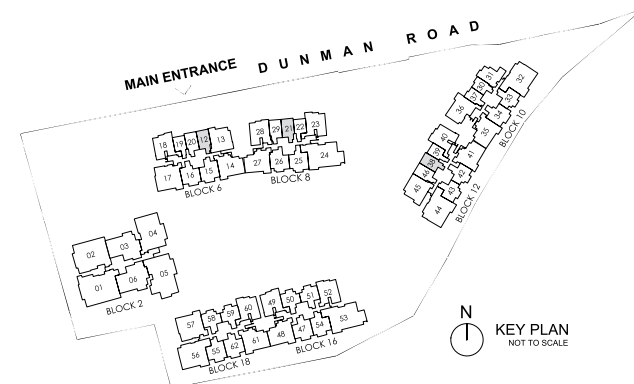 DUNMAN ROAD
MAIN ENTRANCE
18 19 20 12 13
17 16 15 14
BLOCK 6
28 29 21 22 23
27 26 25 24
BLOCK 8
37 30 31 32
36 35 34 33
BLOCK 10
40 39 38 46 45
41 42 43 44
BLOCK 12
02 03 04
01 06 05
BLOCK 2
57 58 59 60
56 55 62 61
BLOCK 18
49 50 51 52
48 47 54 53
BLOCK 16
N
KEY PLAN
NOT TO SCALE